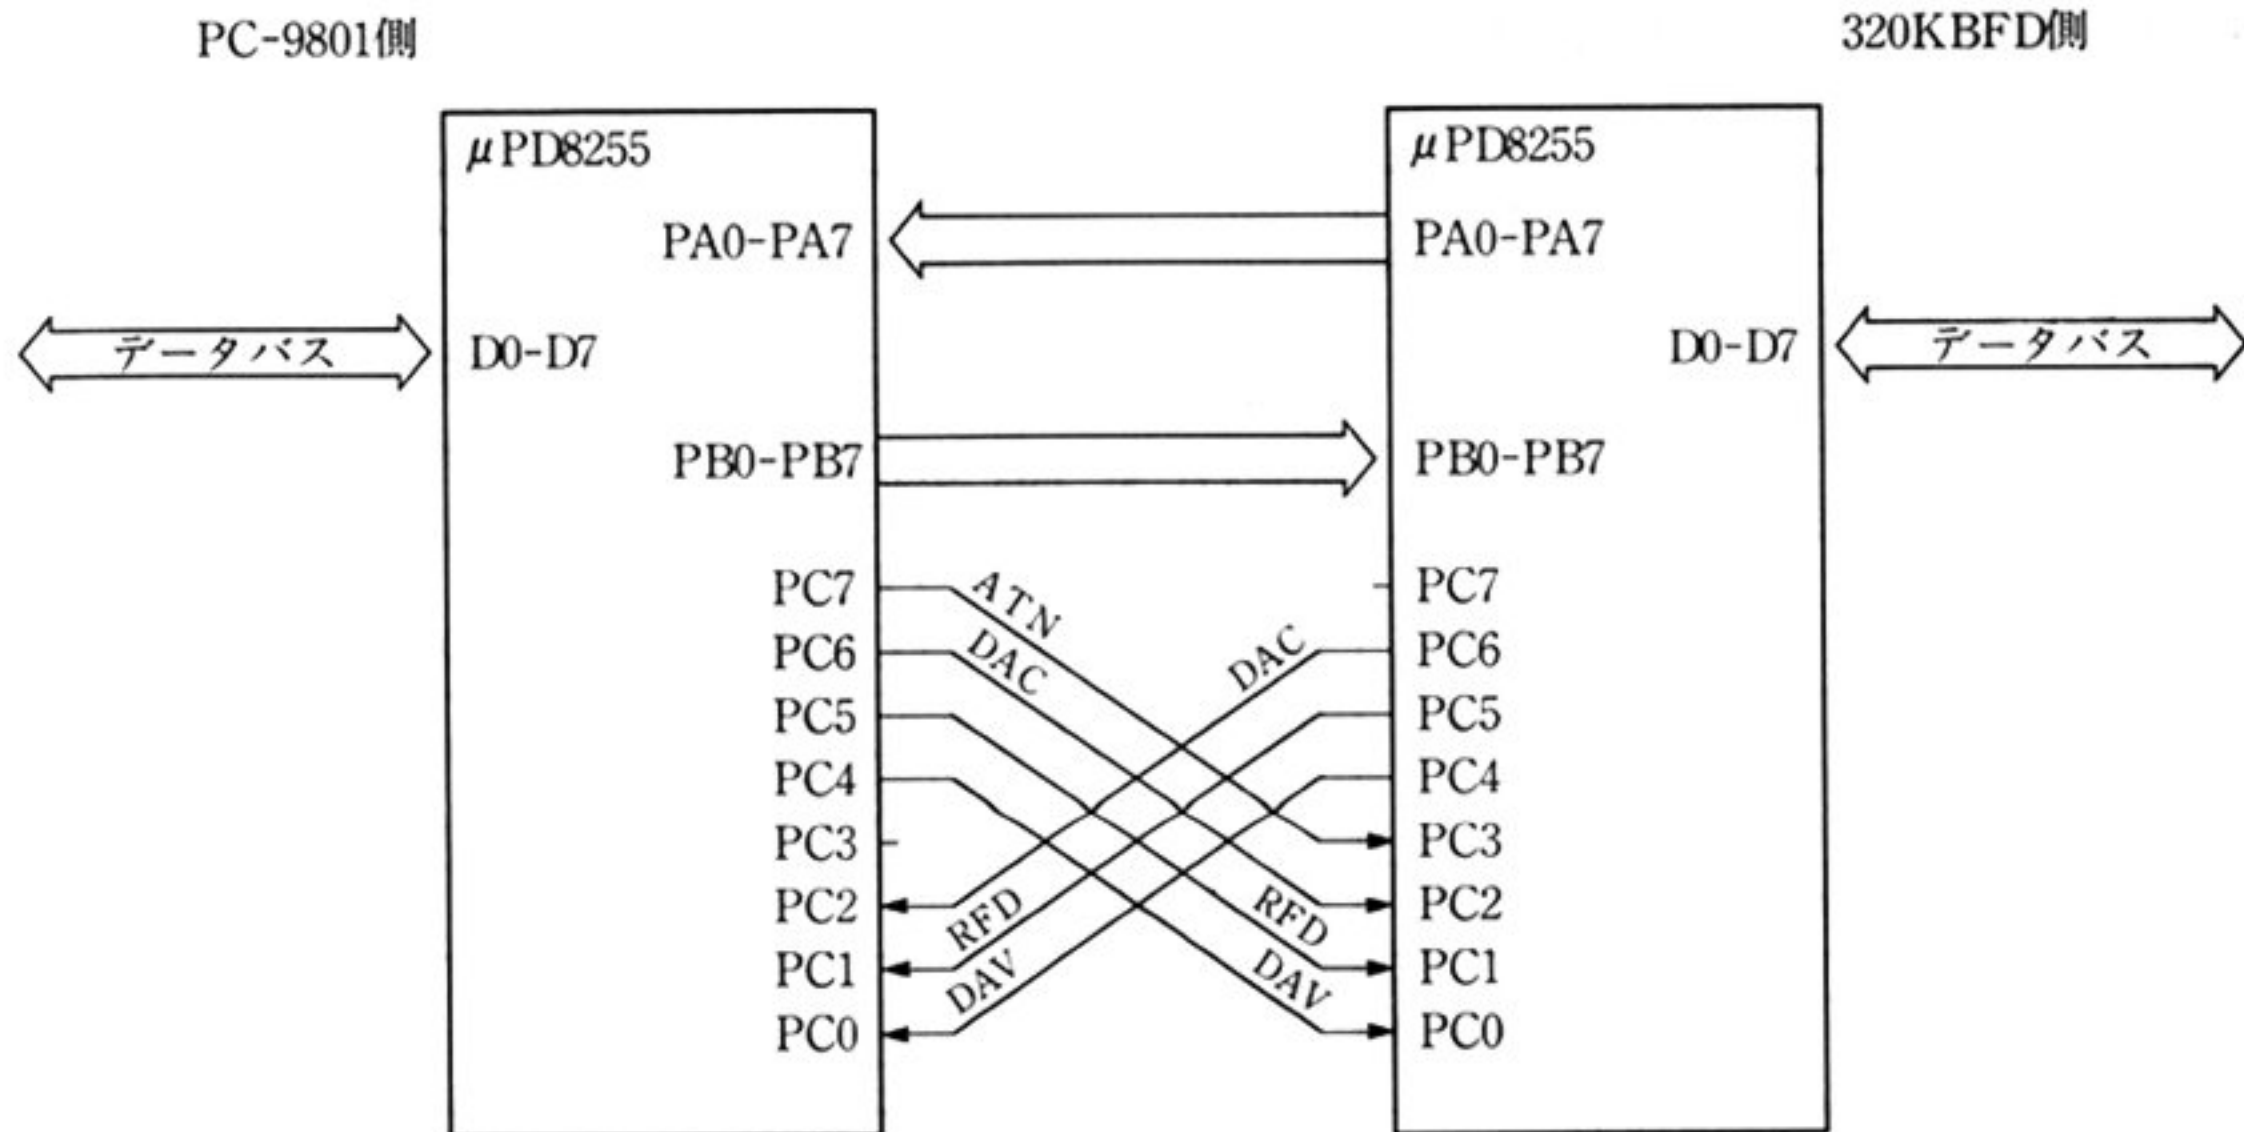 PC-9801側
320KBFD側
μPD8255
μPD8255
PA0-PA7
PA0-PA7
データバス
D0-D7
D0-D7
データバス
PB0-PB7
PB0-PB7
PC7
ATN
PC7
PC6
DAC
DAC
PC6
PC5
PC5
PC4
PC4
PC3
PC3
PC2
RFD
RFD
PC2
PC1
DAV
DAV
PC1
PC0
PC0